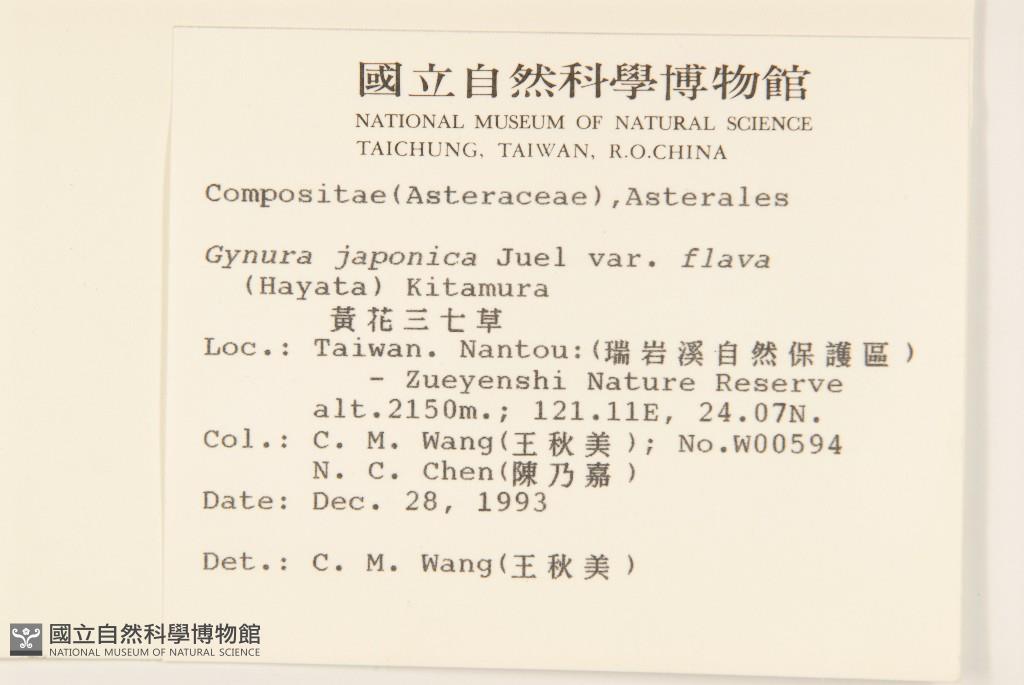 國立自然科學博物館
NATIONAL MUSEUM OF NATURAL SCIENCE
TAICHUNG, TAIWAN, R.O.CHINA
Compositae(Asteraceae),Asterales
Gynura japonica Juel var. flava
(Hayata) Kitamura
黃花三七草
Loc.: Taiwan. Nantou:(瑞岩溪自然保護區)
- Zueyenshi Nature Reserve
alt.2150m.; 121.11E, 24.07N.
Col.: C. M. Wang(王秋美); No.W00594
N. C. Chen(陳乃嘉)
Date: Dec. 28, 1993
Det.: C. M. Wang(王秋美)
國立自然科學博物館
NATIONAL MUSEUM OF NATURAL SCIENCE